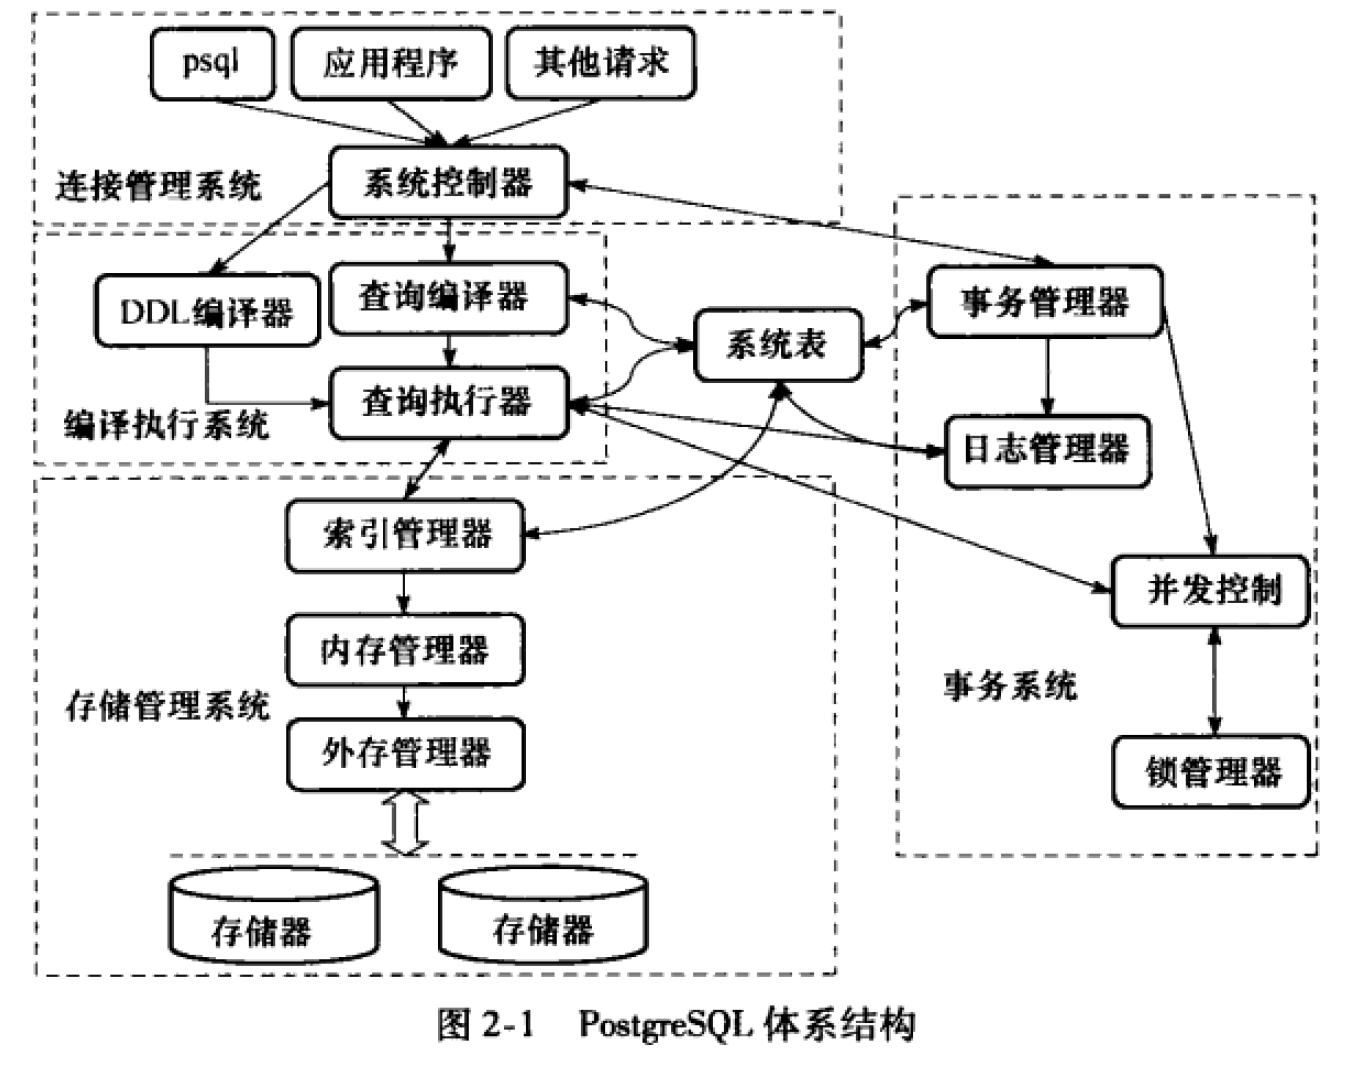 psql
应用程序
其他请求
连接管理系统
系统控制器
DDL编译器
查询编译器
系统表
事务管理器
编译执行系统
查询执行器
日志管理器
索引管理器
并发控制
内存管理器
存储管理系统
事务系统
外存管理器
锁管理器
存储器
存储器
图 2-1 PostgreSQL 体系结构